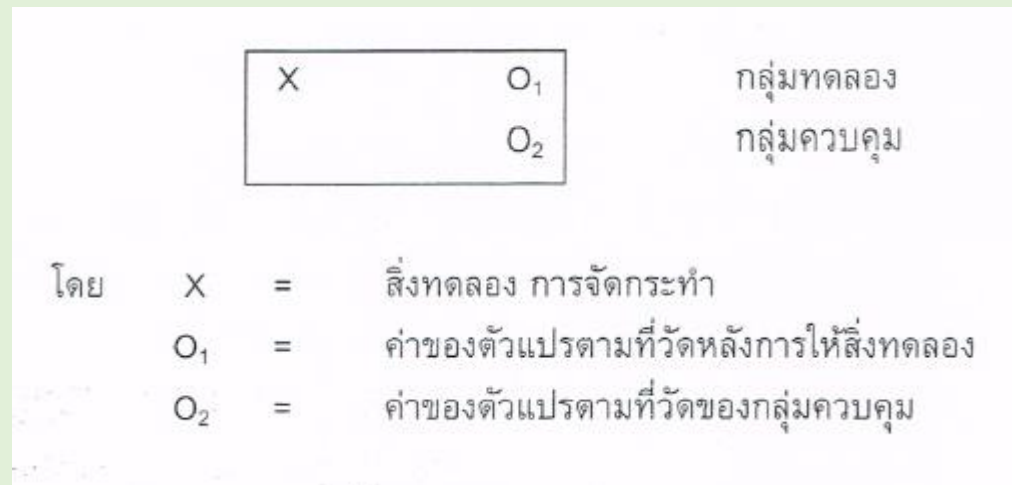 X O₁ กลุ่มทดลอง
O₂ กลุ่มควบคุม
โดย X = สิ่งทดลอง การจัดกระทำ
O₁ = ค่าของตัวแปรตามที่วัดหลังการให้สิ่งทดลอง
O₂ = ค่าของตัวแปรตามที่วัดของกลุ่มควบคุม